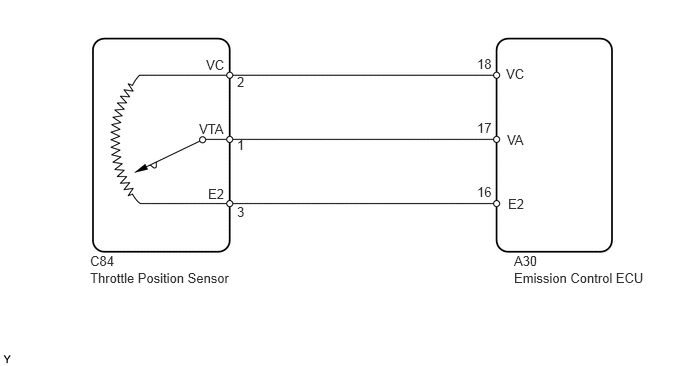 VC
2
18
VC
VTA
1
17
VA
E2
3
16
E2
C84
Throttle Position Sensor
A30
Emission Control ECU
Y